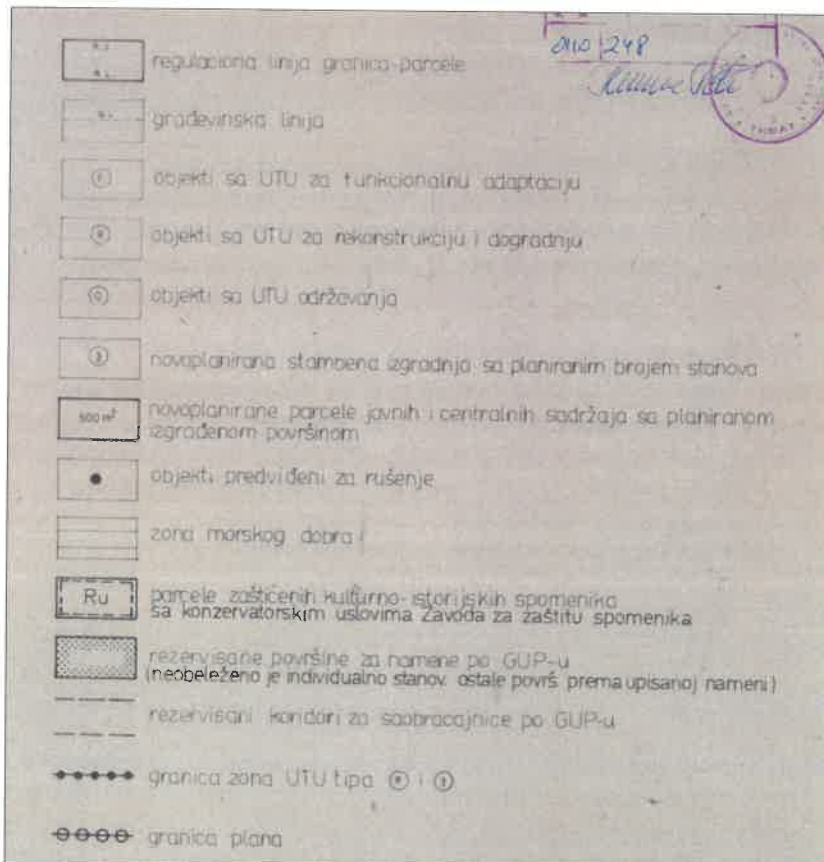 0110/248
R.L.
R.L.
regulaciona linija granica-parcele
građevinska linija
objekti sa UTU za funkcionalnu adaptaciju
objekti sa UTU za rekonstrukciju i dogradnju
objekti sa UTU održavanja
novoplanirana stambena izgradnja sa planiranim brojem stanova
500 m²
novoplanirane parcele javnih i centralnih sadržaja sa planiranom
izgrađenom površinom
objekti predviđeni za rušenje
zona morskog dobra
Ru
parcele zaštićenih kulturno-istorijskih spomenika
sa konzervatorskim uslovima Zavoda za zaštitu spomenika
rezervisane površine za namene po GUP-u
(neobeleženo je individualno stanov. ostale površ prema upisanoj nameni)
rezervisani koridori za saobraćajnice po GUP-u
granica zona UTU tipa i
granica plana